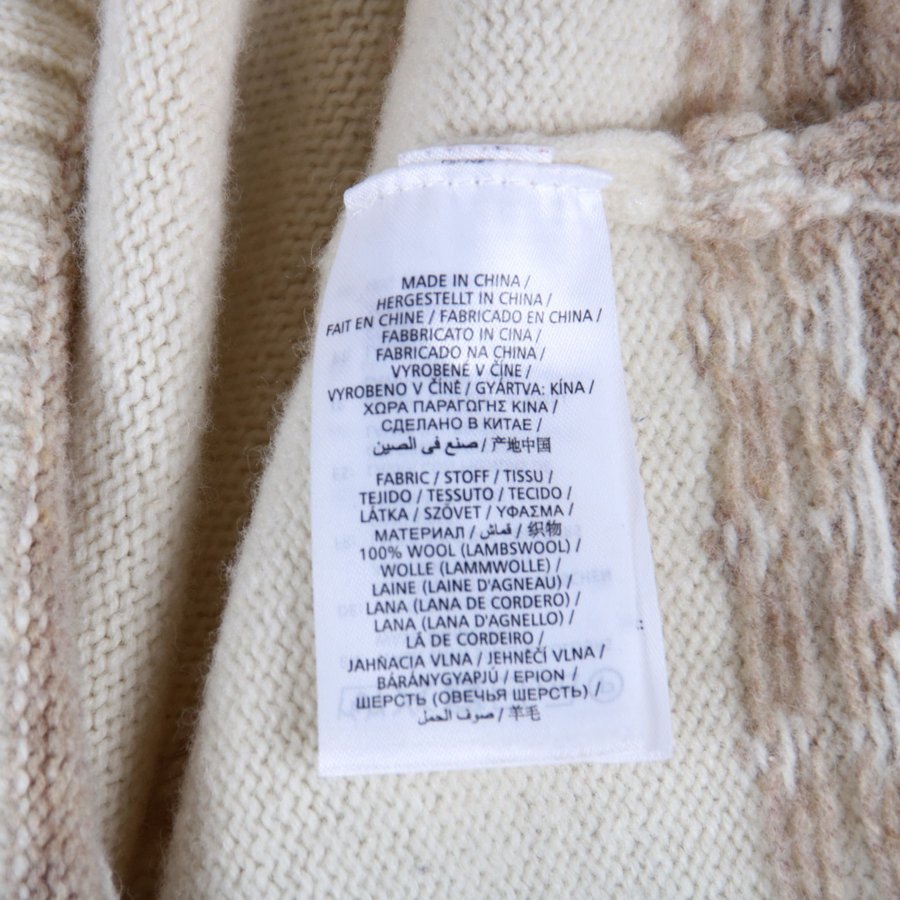 MADE IN CHINA /
HERGESTELLT IN CHINA /
FAIT EN CHINE / FABRICADO EN CHINA /
FABBRICATO IN CINA /
FABRICADO NA CHINA /
VYROBENÉ V ČÍNE /
VYROBENO V ČÍNĚ / GYÁRTVA: KÍNA /
ΧΩΡΑ ΠΑΡΑΓΩΓΗΣ ΚΙΝΑ /
СДЕЛАНО В КИТАЕ /
صنع في الصين / 产地中国
FABRIC / STOFF / TISSU /
TEJIDO / TESSUTO / TECIDO /
LÁTKA / SZÖVET / ΥΦΑΣΜΑ /
МАТЕРИАЛ / قماش / 织物
100% WOOL (LAMBSWOOL) /
WOLLE (LAMMWOLLE) /
LAINE (LAINE D'AGNEAU) /
LANA (LANA DE CORDERO) /
LANA (LANA D'AGNELLO) /
LÃ DE CORDEIRO /
JAHŇACIA VLNA / JEHNĚČÍ VLNA /
BÁRÁNYGYAPJÚ / ΕΡΙΟΝ /
ШЕРСТЬ (ОВЕЧЬЯ ШЕРСТЬ) /
صوف الحمل / 羊毛